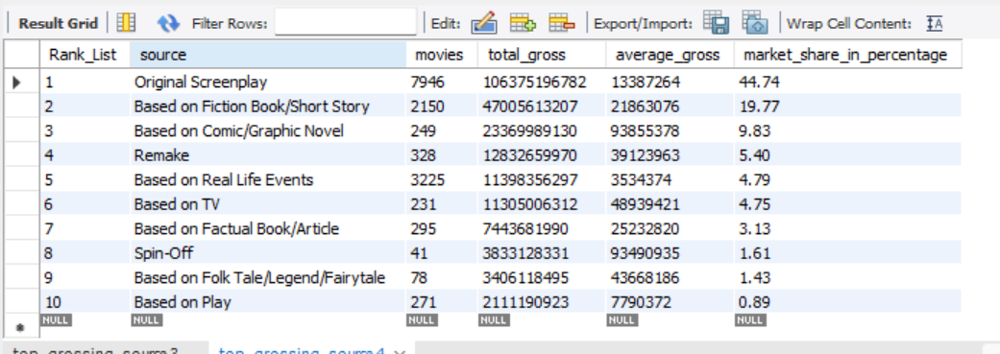 Result Grid Filter Rows: Edit: Export/Import: Wrap Cell Content: IA
Rank_List source movies total_gross average_gross market_share_in_percentage
1 Original Screenplay 7946 106375196782 13387264 44.74
2 Based on Fiction Book/Short Story 2150 47005613207 21863076 19.77
3 Based on Comic/Graphic Novel 249 23369989130 93855378 9.83
4 Remake 328 12832659970 39123963 5.40
5 Based on Real Life Events 3225 11398356297 3534374 4.79
6 Based on TV 231 11305006312 48939421 4.75
7 Based on Factual Book/Article 295 7443681990 25232820 3.13
8 Spin-Off 41 3833128331 93490935 1.61
9 Based on Folk Tale/Legend/Fairytale 78 3406118495 43668186 1.43
10 Based on Play 271 2111190923 7790372 0.89
NULL NULL NULL NULL NULL NULL
top_grossing_source3 top_grossing_source4